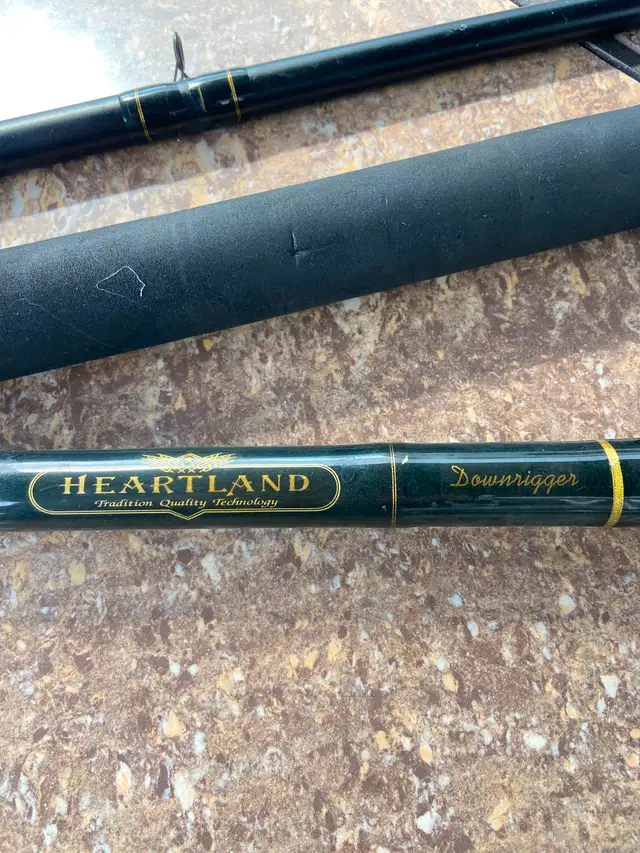 HEARTLAND
Tradition Quality Technology
Downrigger